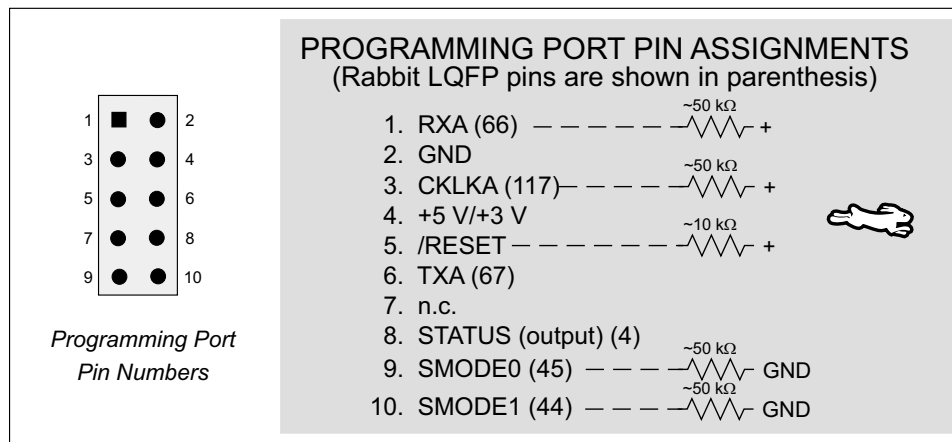 PROGRAMMING PORT PIN ASSIGNMENTS
(Rabbit LQFP pins are shown in parenthesis)
1 2
3 4
5 6
7 8
9 10
Programming Port
Pin Numbers
~50 kΩ
1. RXA (66) +
2. GND
~50 kΩ
3. CKLKA (117) +
4. +5 V/+3 V
~10 kΩ
5. /RESET +
6. TXA (67)
7. n.c.
8. STATUS (output) (4)
~50 kΩ
9. SMODE0 (45) GND
~50 kΩ
10. SMODE1 (44) GND